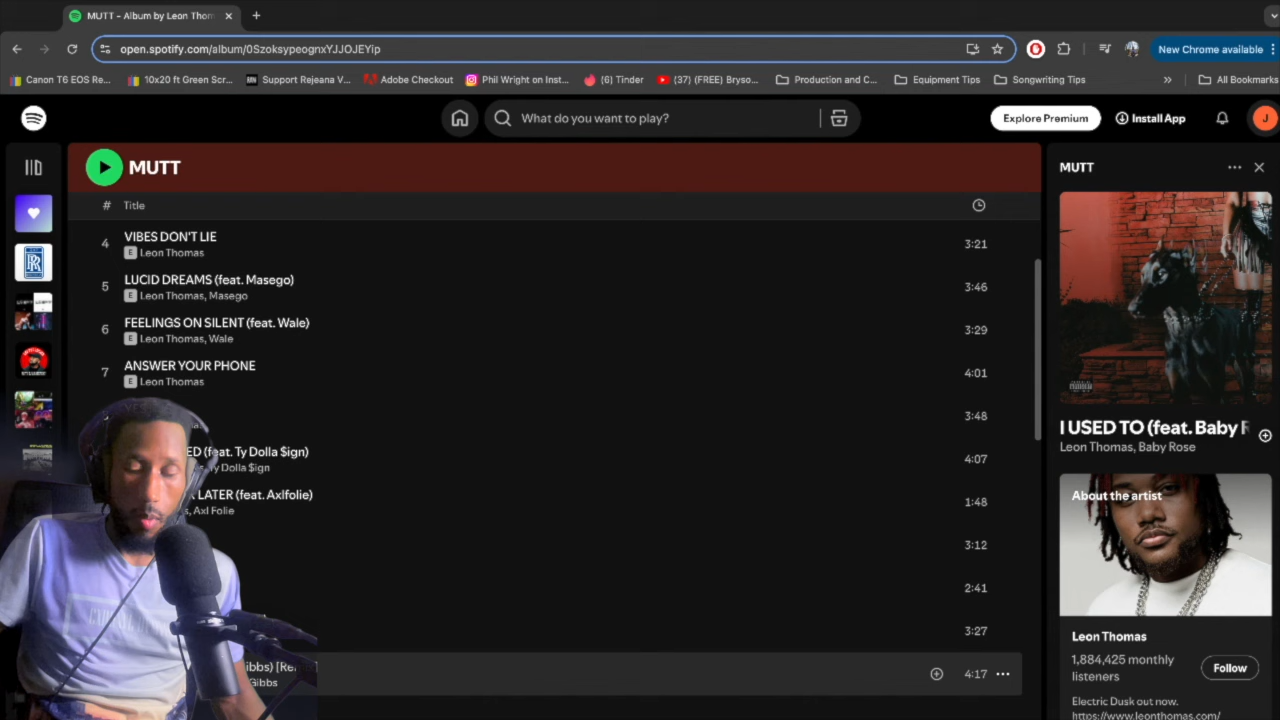 MUTT - Album by Leon Thom
open.spotify.com/album/0SzoksypeognxYJJOJEYip
New Chrome available
Canon T6 EOS Re...
10x20 ft Green Scr...
Support Rejeana V...
Adobe Checkout
Phil Wright on Inst...
(6) Tinder
(37) (FREE) Bryso...
Production and C...
Equipment Tips
Songwriting Tips
»
All Bookmarks
What do you want to play?
Explore Premium
Install App
J
MUTT
# Title
4 VIBES DON'T LIE 3:21
E Leon Thomas
5 LUCID DREAMS (feat. Masego) 3:46
E Leon Thomas, Masego
6 FEELINGS ON SILENT (feat. Wale) 3:29
E Leon Thomas, Wale
7 ANSWER YOUR PHONE 4:01
E Leon Thomas
3:48
(feat. Ty Dolla $ign) 4:07
Ty Dolla $ign
LATER (feat. Axlfolie) 1:48
Axl Folie
3:12
2:41
3:27
4:17
Gibbs
MUTT
I USED TO (feat. Baby R
Leon Thomas, Baby Rose
About the artist
Leon Thomas
1,884,425 monthly
listeners
Follow
Electric Dusk out now.
https://www.leonthomas.com/